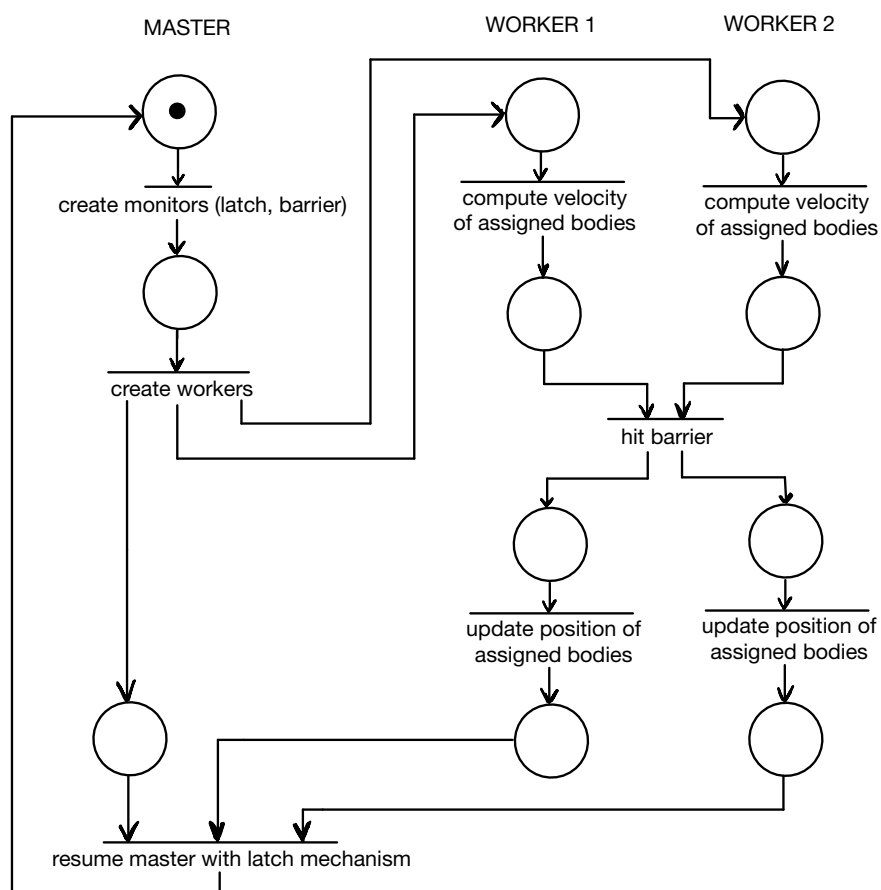 MASTER
WORKER 1
WORKER 2
create monitors (latch, barrier)
compute velocity
of assigned bodies
compute velocity
of assigned bodies
create workers
hit barrier
update position of
assigned bodies
update position of
assigned bodies
resume master with latch mechanism